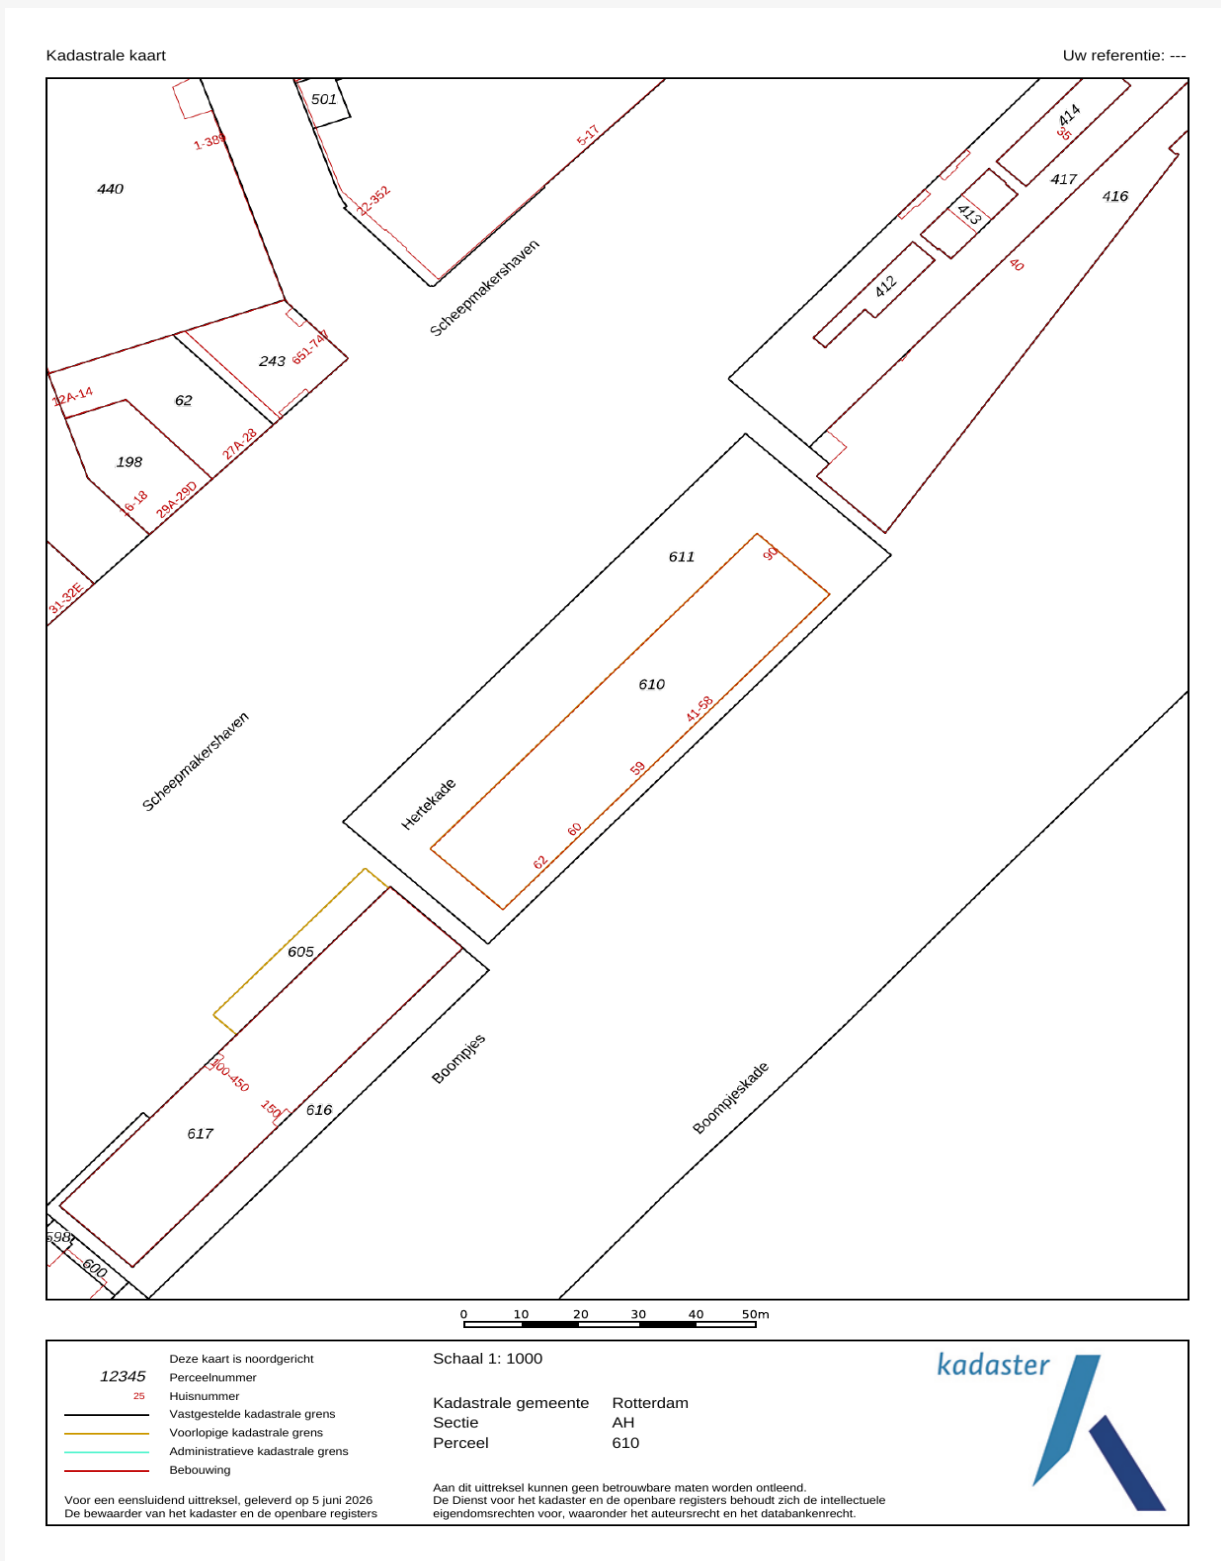 Kadastrale kaart
Uw referentie: ---
501
414
35
5-17
1-389
440
417
416
22-352
413
40
Scheepmakershaven
412
243
651-747
12A-14
62
27A-28
198
16-18
29A-29D
611
90
31-32E
610
41-58
Scheepmakershaven
59
Hertekade
60
62
605
Boompjes
100-450
150
616
Boompjeskade
617
598
600
0 10 20 30 40 50m
Deze kaart is noordgericht
12345 Perceelnummer
25 Huisnummer
Vastgestelde kadastrale grens
Voorlopige kadastrale grens
Administratieve kadastrale grens
Bebouwing
Voor een eensluidend uittreksel, geleverd op 5 juni 2026
De bewaarder van het kadaster en de openbare registers
Schaal 1: 1000
Kadastrale gemeente Rotterdam
Sectie AH
Perceel 610
Aan dit uittreksel kunnen geen betrouwbare maten worden ontleend.
De Dienst voor het kadaster en de openbare registers behoudt zich de intellectuele
eigendomsrechten voor, waaronder het auteursrecht en het databankenrecht.
kadaster